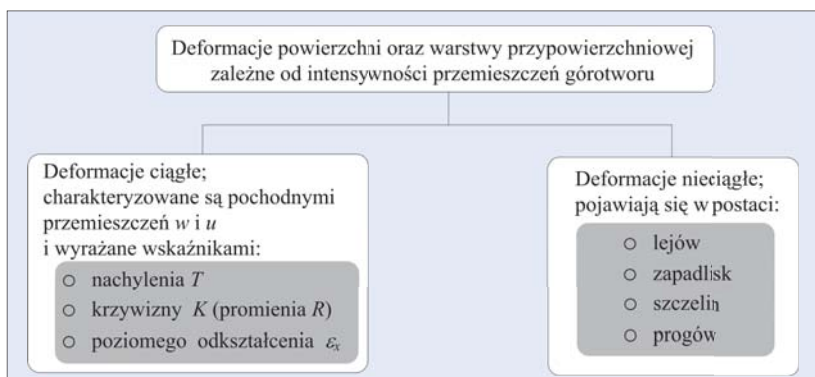 Deformacje powierzchni oraz warstwy przypowierzchniowej
zależne od intensywności przemieszczeń górotworu
Deformacje ciągłe;
charakteryzowane są pochodnymi
przemieszczeń w i u
i wyrażane wskaźnikami:
○ nachylenia T
○ krzywizny K (promienia R)
○ poziomego odkształcenia εx
Deformacje nieciągłe;
pojawiają się w postaci:
○ lejów
○ zapadlisk
○ szczelin
○ progów